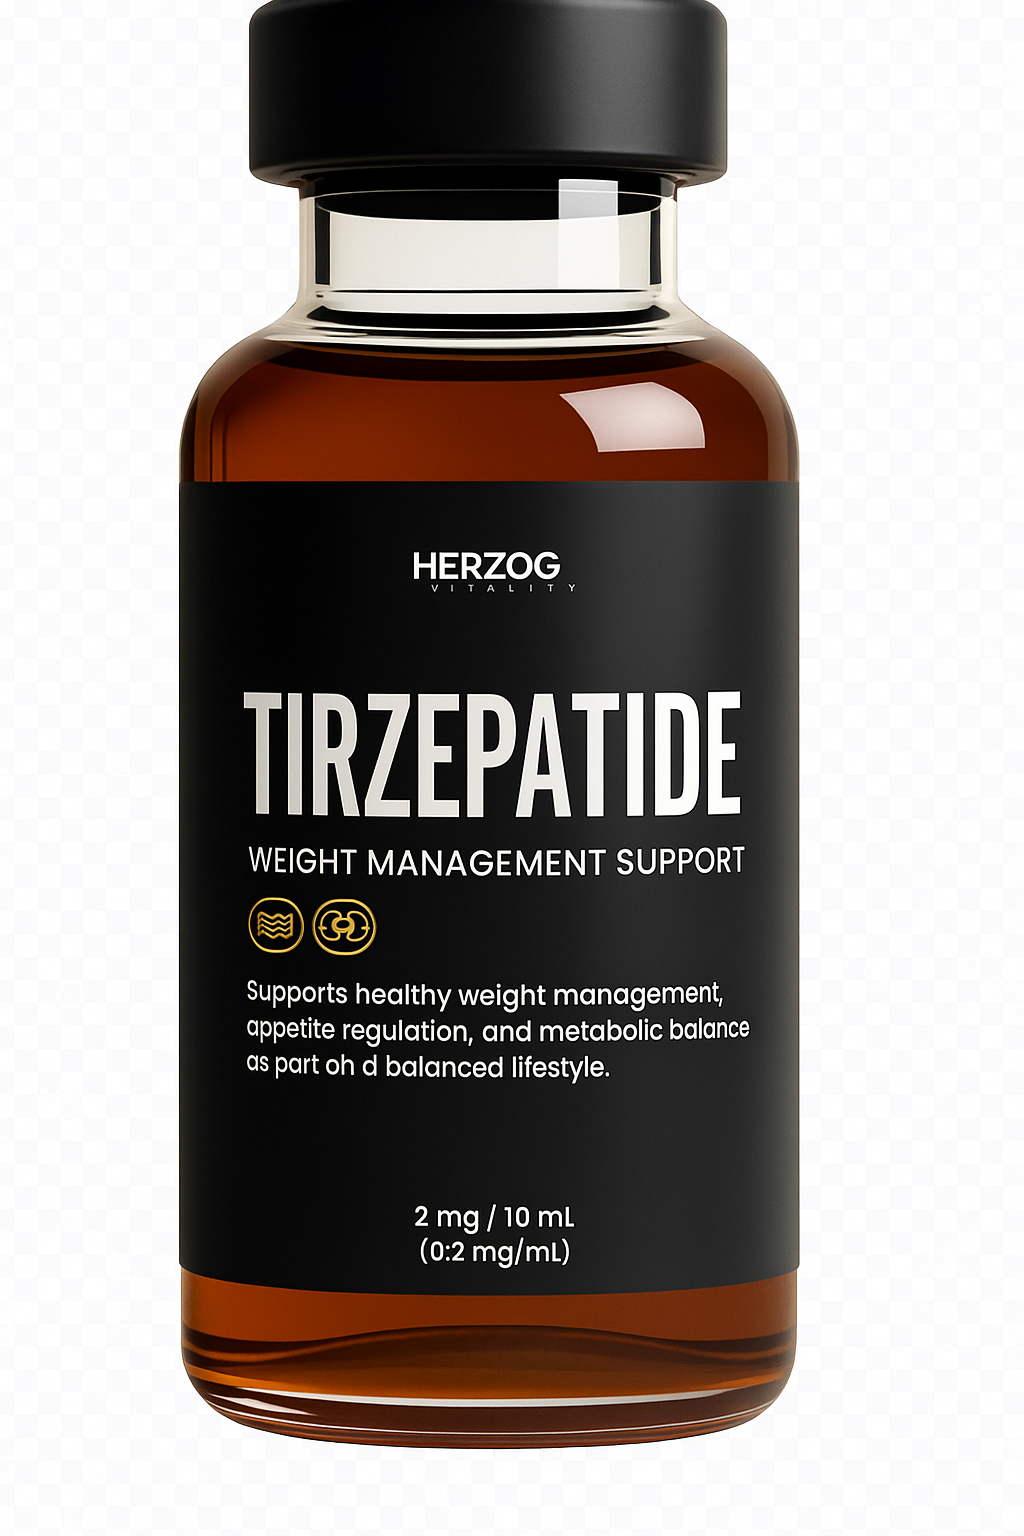 HERZOG
VITALITY
TIRZEPATIDE
WEIGHT MANAGEMENT SUPPORT
Supports healthy weight management,
appetite regulation, and metabolic balance
as part oh d balanced lifestyle.
2 mg / 10 mL
(0:2 mg/mL)